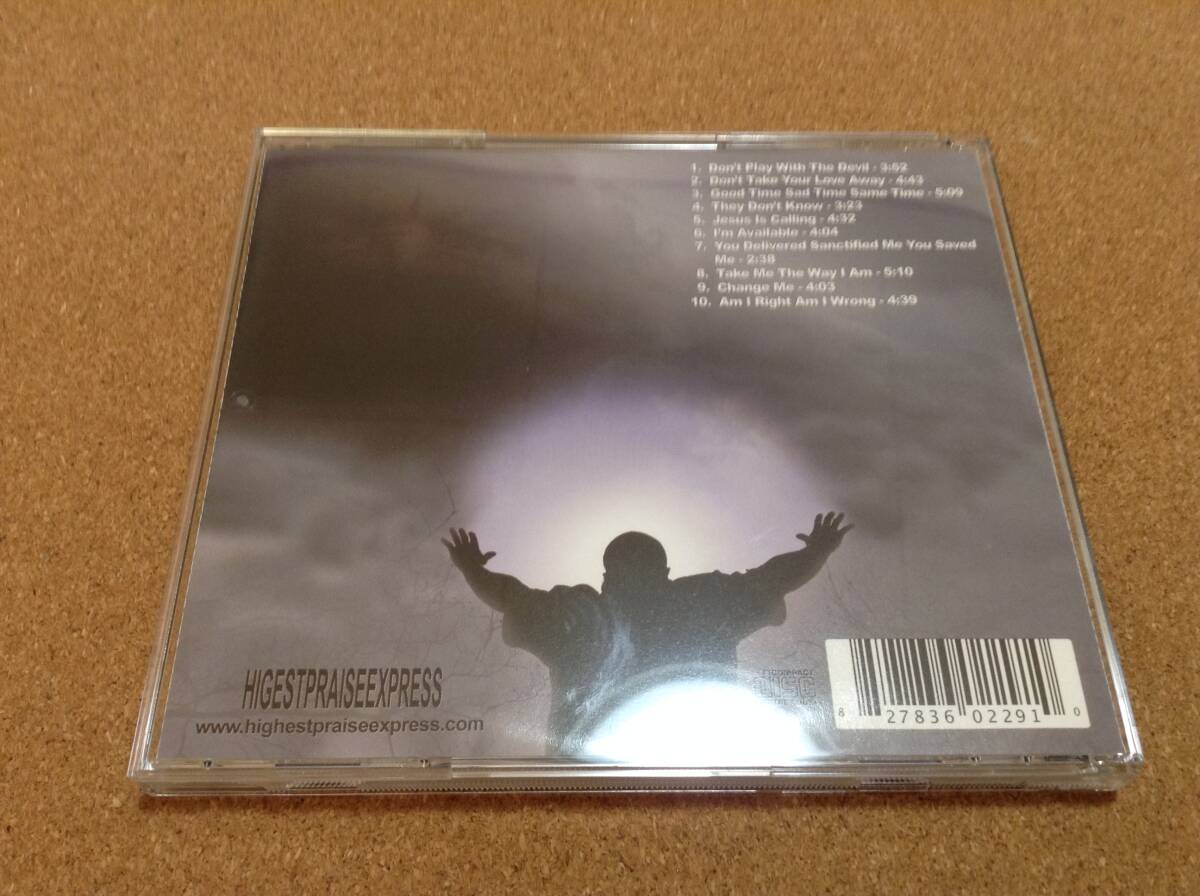 1. Don't Play With The Devil - 3:52
2. Don't Take Your Love Away - 4:43
3. Good Time Sad Time Same Time - 5:09
4. They Don't Know - 3:23
5. Jesus Is Calling - 4:32
6. I'm Available - 4:04
7. You Delivered Sanctified Me You Saved
Me - 2:38
8. Take Me The Way I Am - 5:10
9. Change Me - 4:03
10. Am I Right Am I Wrong - 4:39
HIGESTPRAISEEXPRESS
www.highestpraiseexpress.com
COMPACT
disc
8 27836 02291 0